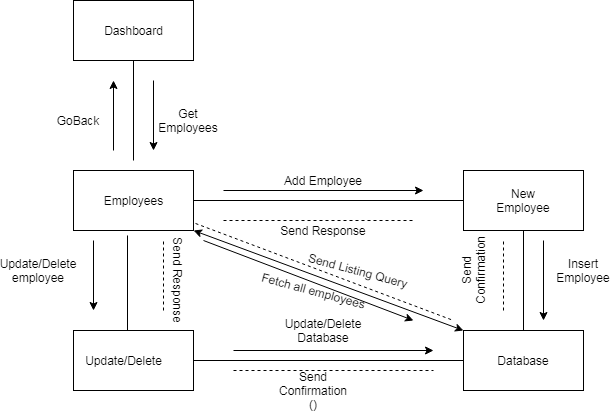 Dashboard
GoBack
Get
Employees
Employees
Add Employee
Send Response
New
Employee
Update/Delete
employee
Send Response
Send Listing Query
Fetch all employees
Send
Confirmation
Insert
Employee
Update/Delete
Update/Delete
Database
Send
Confirmation
()
Database